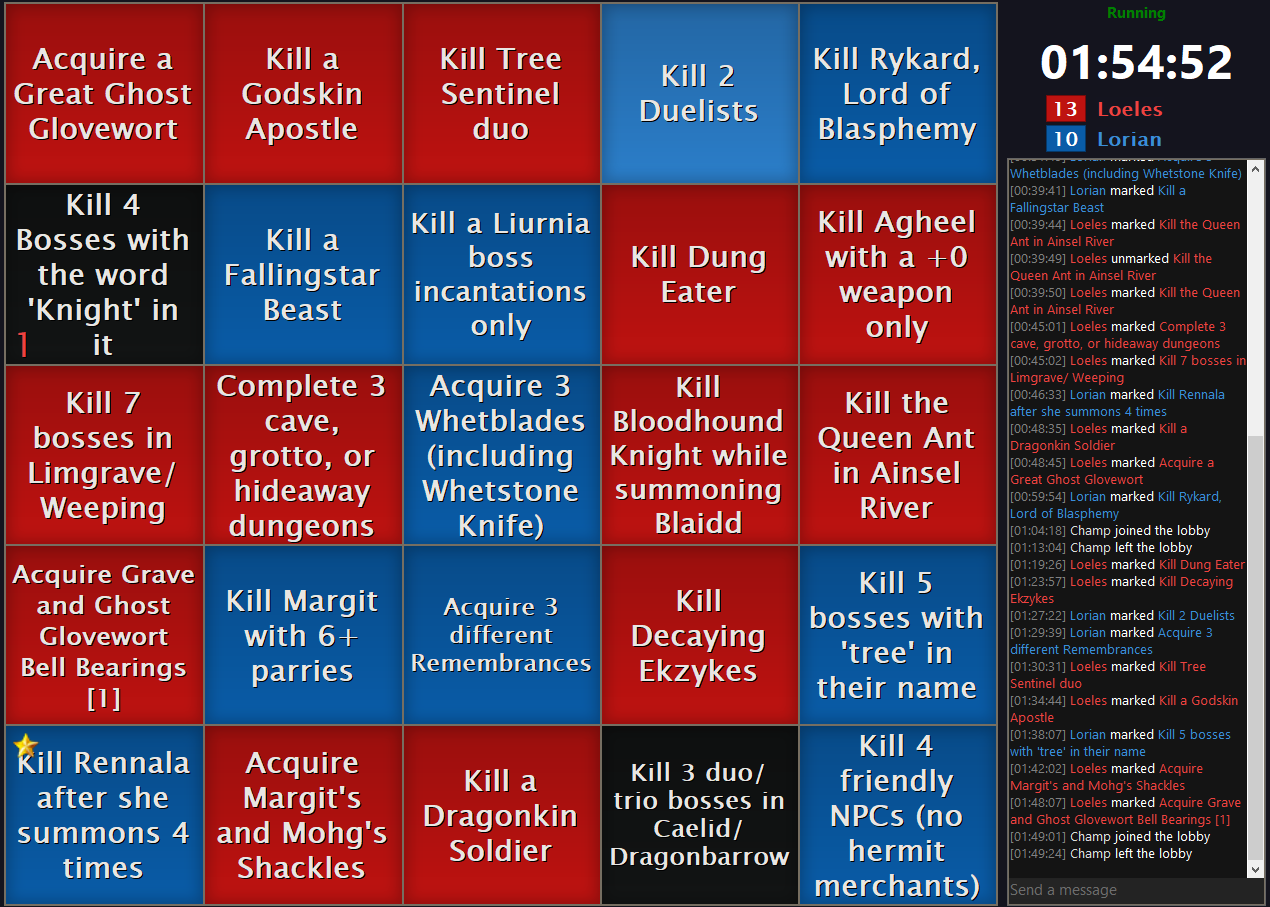 Acquire a
Great Ghost
Glovewort
Kill a
Godskin
Apostle
Kill Tree
Sentinel
duo
Kill 2
Duelists
Kill Rykard,
Lord of
Blasphemy
Kill 4
Bosses with
the word
'Knight' in
it
1
Kill a
Fallingstar
Beast
Kill a Liurnia
boss
incantations
only
Kill Dung
Eater
Kill Agheel
with a +0
weapon
only
Kill 7
bosses in
Limgrave/
Weeping
Complete 3
cave,
grotto, or
hideaway
dungeons
Acquire 3
Whetblades
(including
Whetstone
Knife)
Kill
Bloodhound
Knight while
summoning
Blaidd
Kill the
Queen Ant
in Ainsel
River
Acquire Grave
and Ghost
Glovewort
Bell Bearings
[1]
Kill Margit
with 6+
parries
Acquire 3
different
Remembrances
Kill
Decaying
Ekzykes
Kill 5
bosses with
'tree' in
their name
Kill Rennala
after she
summons 4
times
Acquire
Margit's
and Mohg's
Shackles
Kill a
Dragonkin
Soldier
Kill 3 duo/
trio bosses in
Caelid/
Dragonbarrow
Kill 4
friendly
NPCs (no
hermit
merchants)
Running
01:54:52
13 Loeles
10 Lorian
Whetblades (including Whetstone Knife)
[00:39:41] Lorian marked Kill a
Fallingstar Beast
[00:39:44] Loeles marked Kill the Queen
Ant in Ainsel River
[00:39:49] Loeles unmarked Kill the
Queen Ant in Ainsel River
[00:39:50] Loeles marked Kill the Queen
Ant in Ainsel River
[00:45:01] Loeles marked Complete 3
cave, grotto, or hideaway dungeons
[00:45:02] Loeles marked Kill 7 bosses in
Limgrave/ Weeping
[00:46:33] Lorian marked Kill Rennala
after she summons 4 times
[00:48:35] Loeles marked Kill a
Dragonkin Soldier
[00:48:45] Loeles marked Acquire a
Great Ghost Glovewort
[00:59:54] Lorian marked Kill Rykard,
Lord of Blasphemy
[01:04:18] Champ joined the lobby
[01:13:04] Champ left the lobby
[01:19:26] Loeles marked Kill Dung Eater
[01:23:57] Loeles marked Kill Decaying
Ekzykes
[01:27:22] Lorian marked Kill 2 Duelists
[01:29:39] Lorian marked Acquire 3
different Remembrances
[01:30:31] Loeles marked Kill Tree
Sentinel duo
[01:34:44] Loeles marked Kill a Godskin
Apostle
[01:38:07] Lorian marked Kill 5 bosses
with 'tree' in their name
[01:42:02] Loeles marked Acquire
Margit's and Mohg's Shackles
[01:48:07] Loeles marked Acquire Grave
and Ghost Glovewort Bell Bearings [1]
[01:49:01] Champ joined the lobby
[01:49:24] Champ left the lobby
Send a message